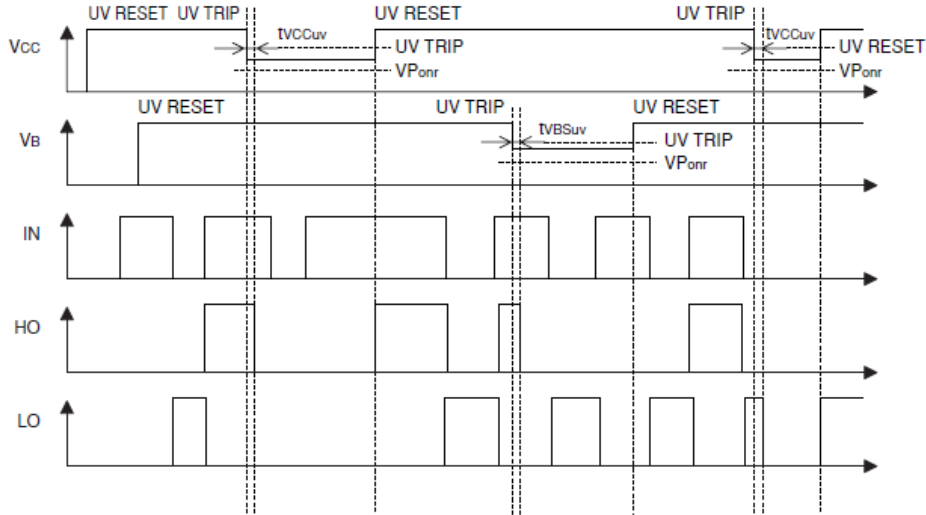 UV RESET UV TRIP UV RESET UV TRIP
VCC tVCCuv tVCCuv
UV TRIP UV RESET
VPonr VPonr
UV RESET UV TRIP UV RESET
VB tVBSuv UV TRIP
VPonr
IN
HO
LO